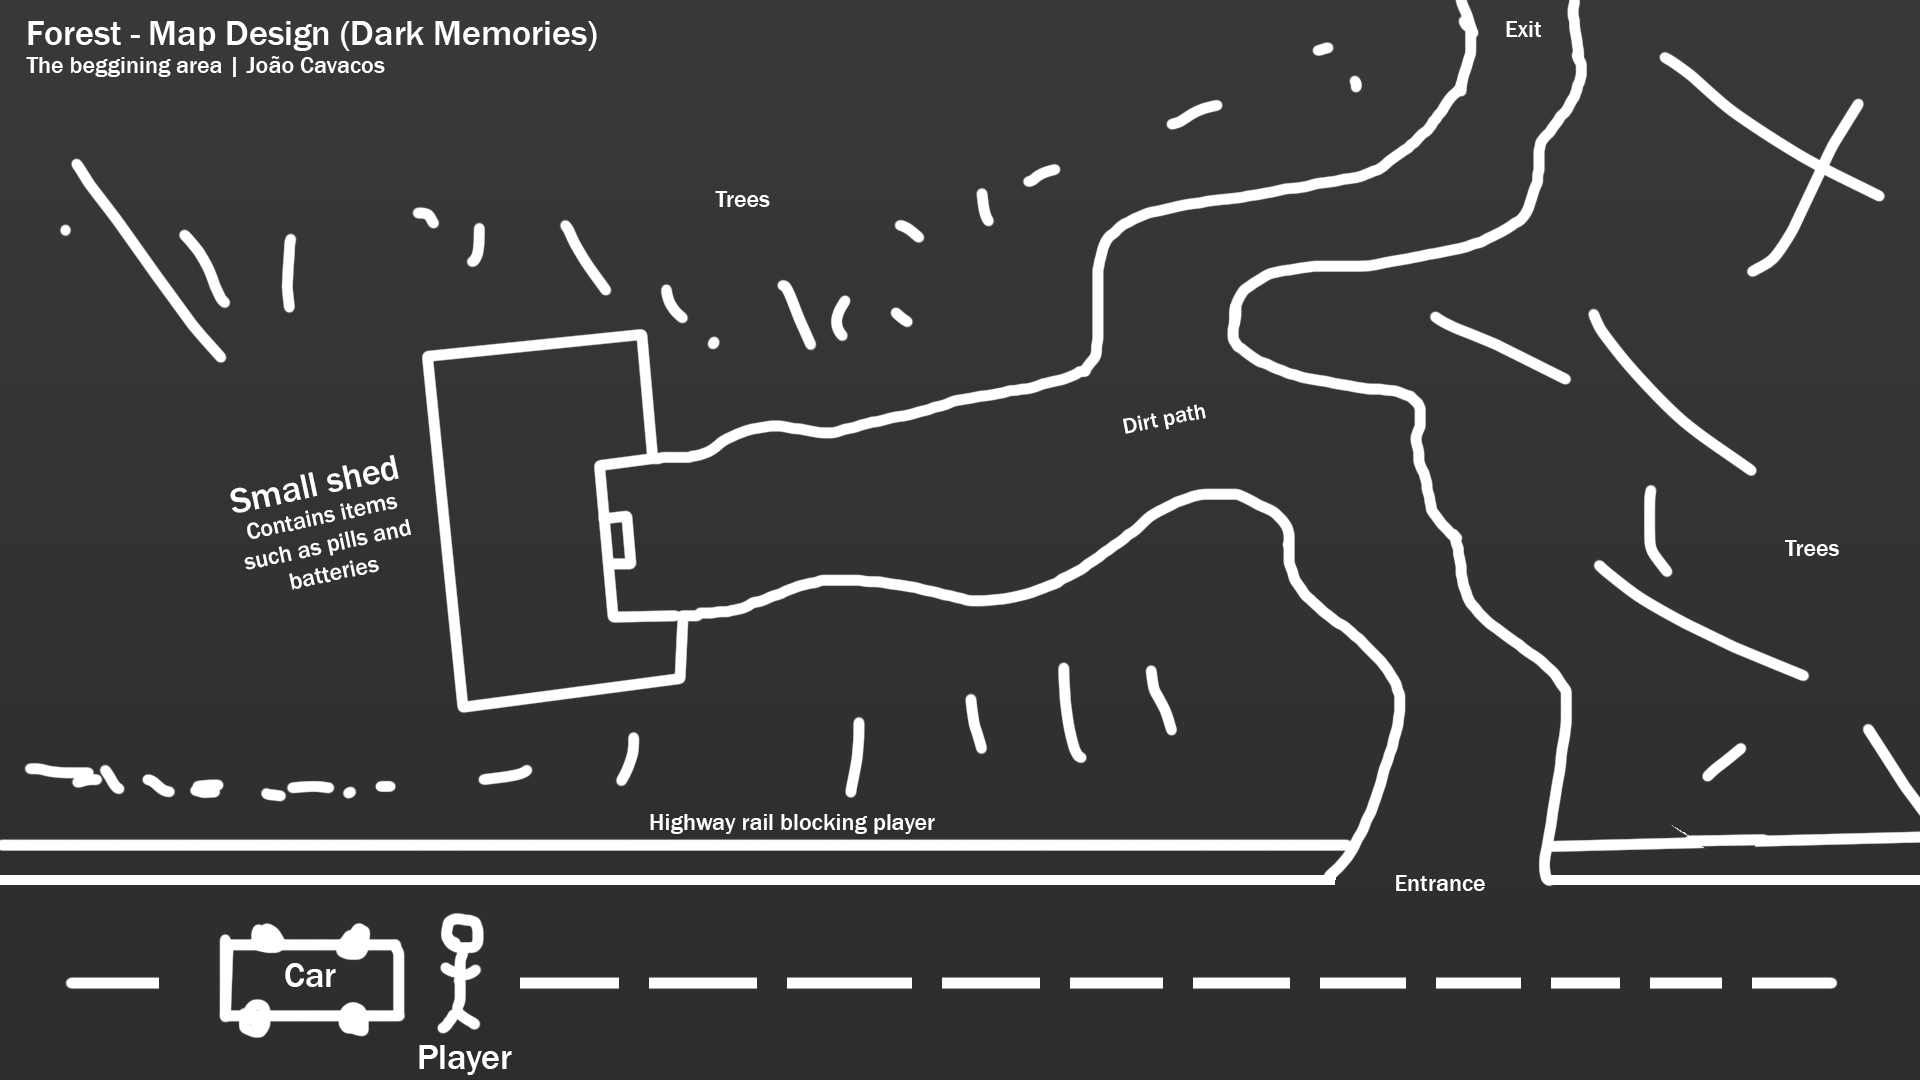 Forest - Map Design (Dark Memories)
The beggining area | João Cavacos
Exit
Trees
Dirt path
Small shed
Contains items
such as pills and
batteries
Trees
Highway rail blocking player
Entrance
Car
Player